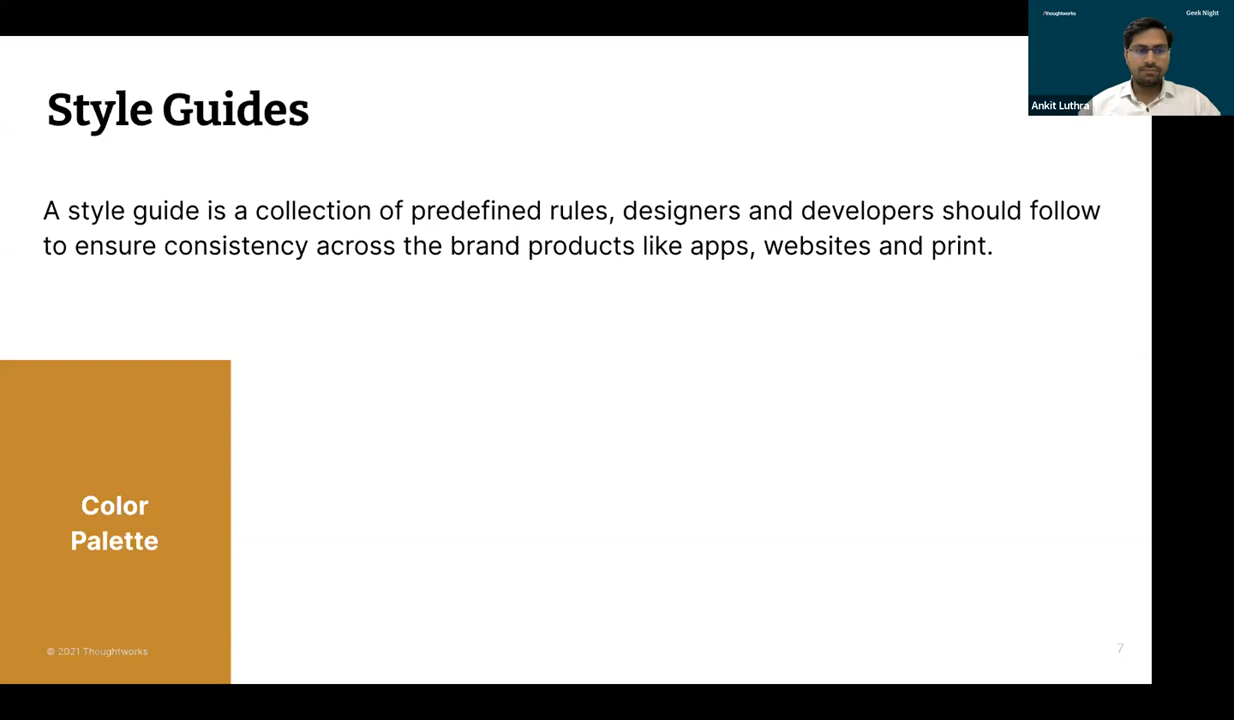 /thoughtworks
Geek Night
Ankit Luthra
Style Guides
A style guide is a collection of predefined rules, designers and developers should follow
to ensure consistency across the brand products like apps, websites and print.
Color
Palette
© 2021 Thoughtworks
7